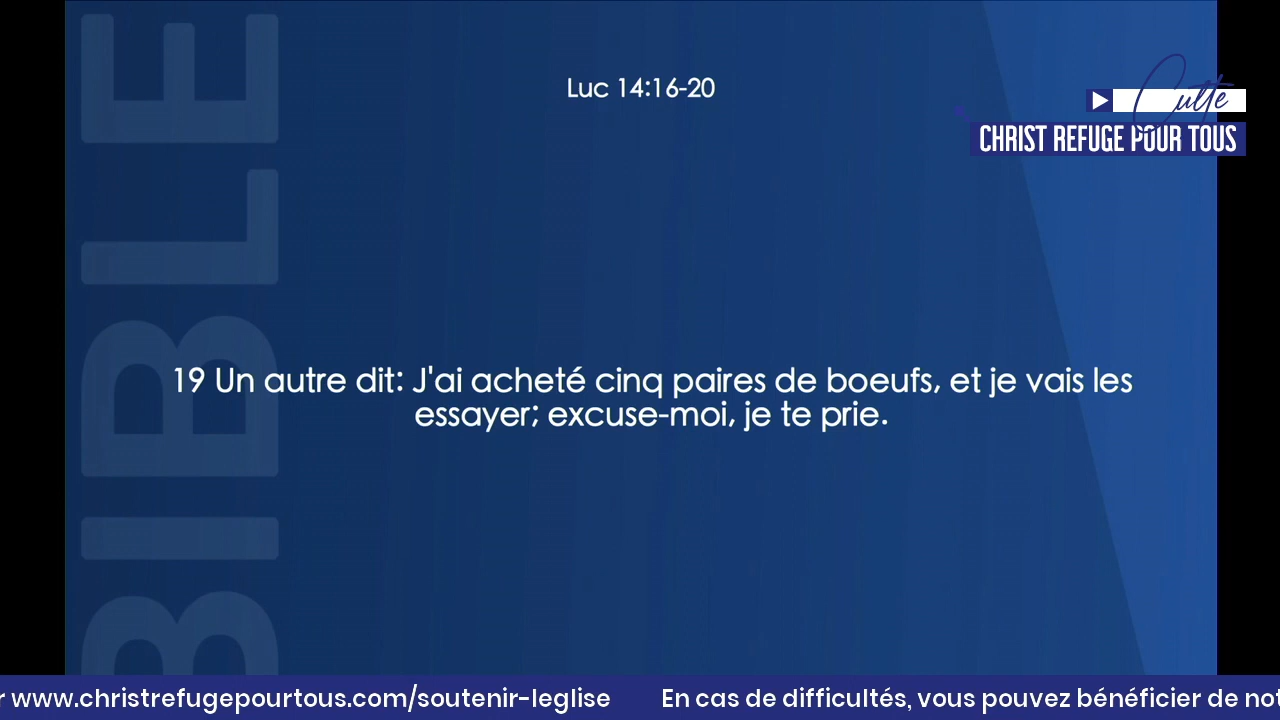 BIBLE
Luc 14:16-20
Culte
CHRIST REFUGE POUR TOUS
19 Un autre dit: J'ai acheté cinq paires de boeufs, et je vais les
essayer; excuse-moi, je te prie.
www.christrefugepourtous.com/soutenir-leglise En cas de difficultés, vous pouvez bénéficier de